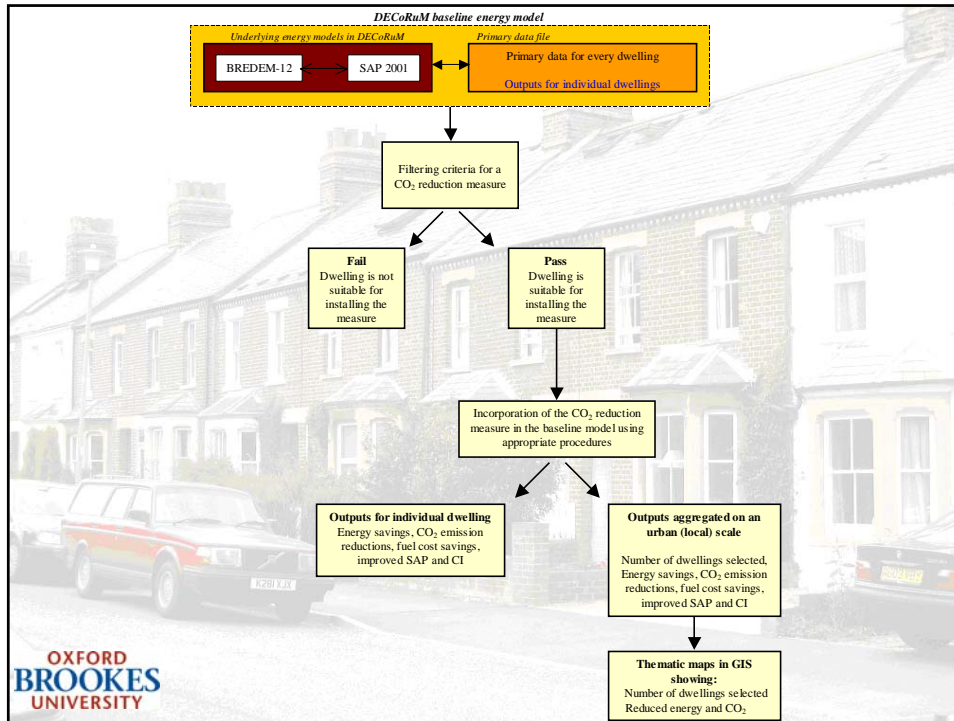 DECoRuM baseline energy model
Underlying energy models in DECoRuM
Primary data file
BREDEM-12
SAP 2001
Primary data for every dwelling
Outputs for individual dwellings
Filtering criteria for a
CO₂ reduction measure
Fail
Dwelling is not
suitable for
installing the
measure
Pass
Dwelling is
suitable for
installing the
measure
Incorporation of the CO₂ reduction
measure in the baseline model using
appropriate procedures
Outputs for individual dwelling
Energy savings, CO₂ emission
reductions, fuel cost savings,
improved SAP and CI
Outputs aggregated on an
urban (local) scale
Number of dwellings selected,
Energy savings, CO₂ emission
reductions, fuel cost savings,
improved SAP and CI
Thematic maps in GIS
showing:
Number of dwellings selected
Reduced energy and CO₂
OXFORD
BROOKES
UNIVERSITY